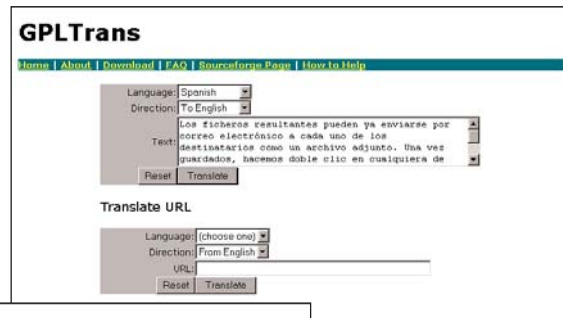 GPLTrans
Home | About | Download | FAQ | Sourceforge Page | How to Help
Language: Spanish
Direction: To English
Text: Los ficheros resultantes pueden ya enviarse por
correo electrónico a cada uno de los
destinatarios como un archivo adjunto. Una vez
guardados, hacemos doble clic en cualquiera de
Reset Translate
Translate URL
Language: (choose one)
Direction: From English
URL:
Reset Translate